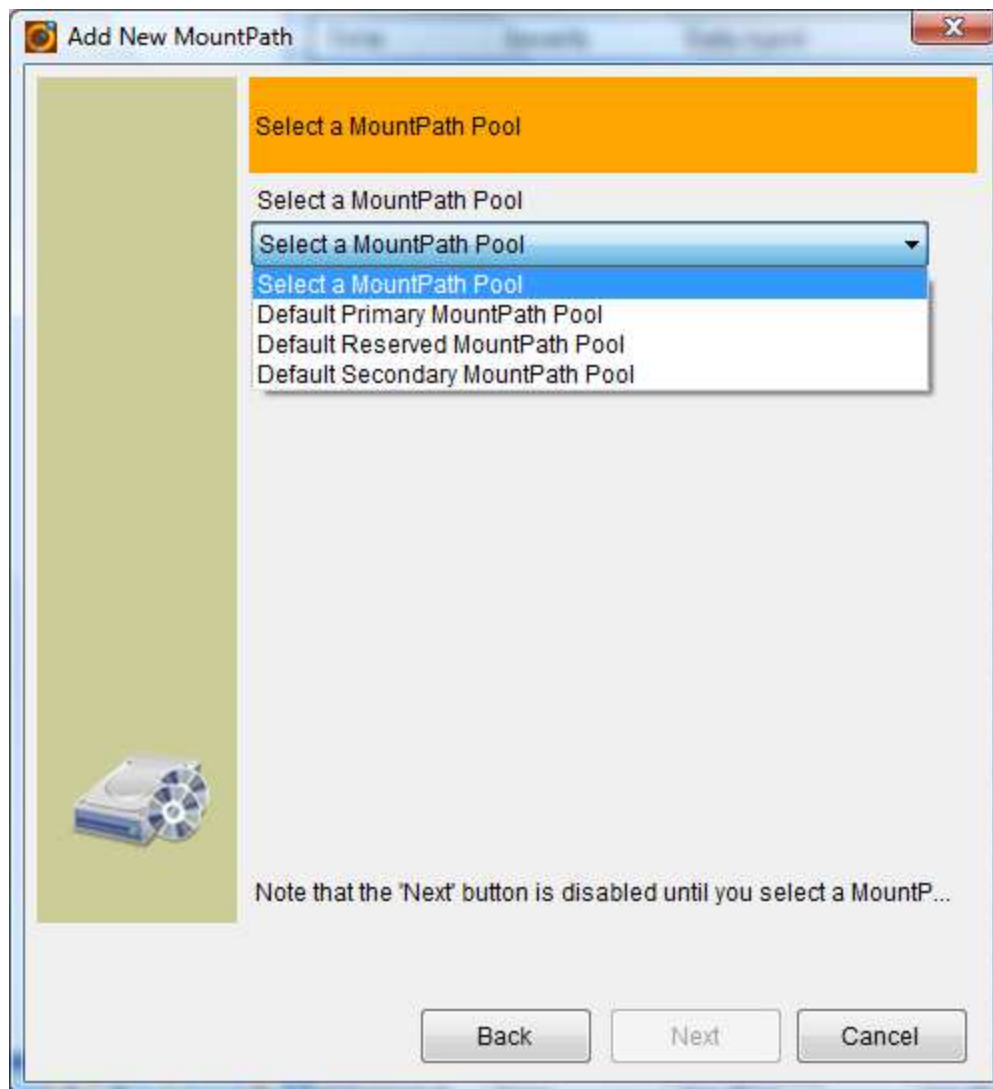 Add New MountPath
Select a MountPath Pool
Select a MountPath Pool
Select a MountPath Pool
Select a MountPath Pool
Default Primary MountPath Pool
Default Reserved MountPath Pool
Default Secondary MountPath Pool
Note that the 'Next' button is disabled until you select a MountP...
Back Next Cancel